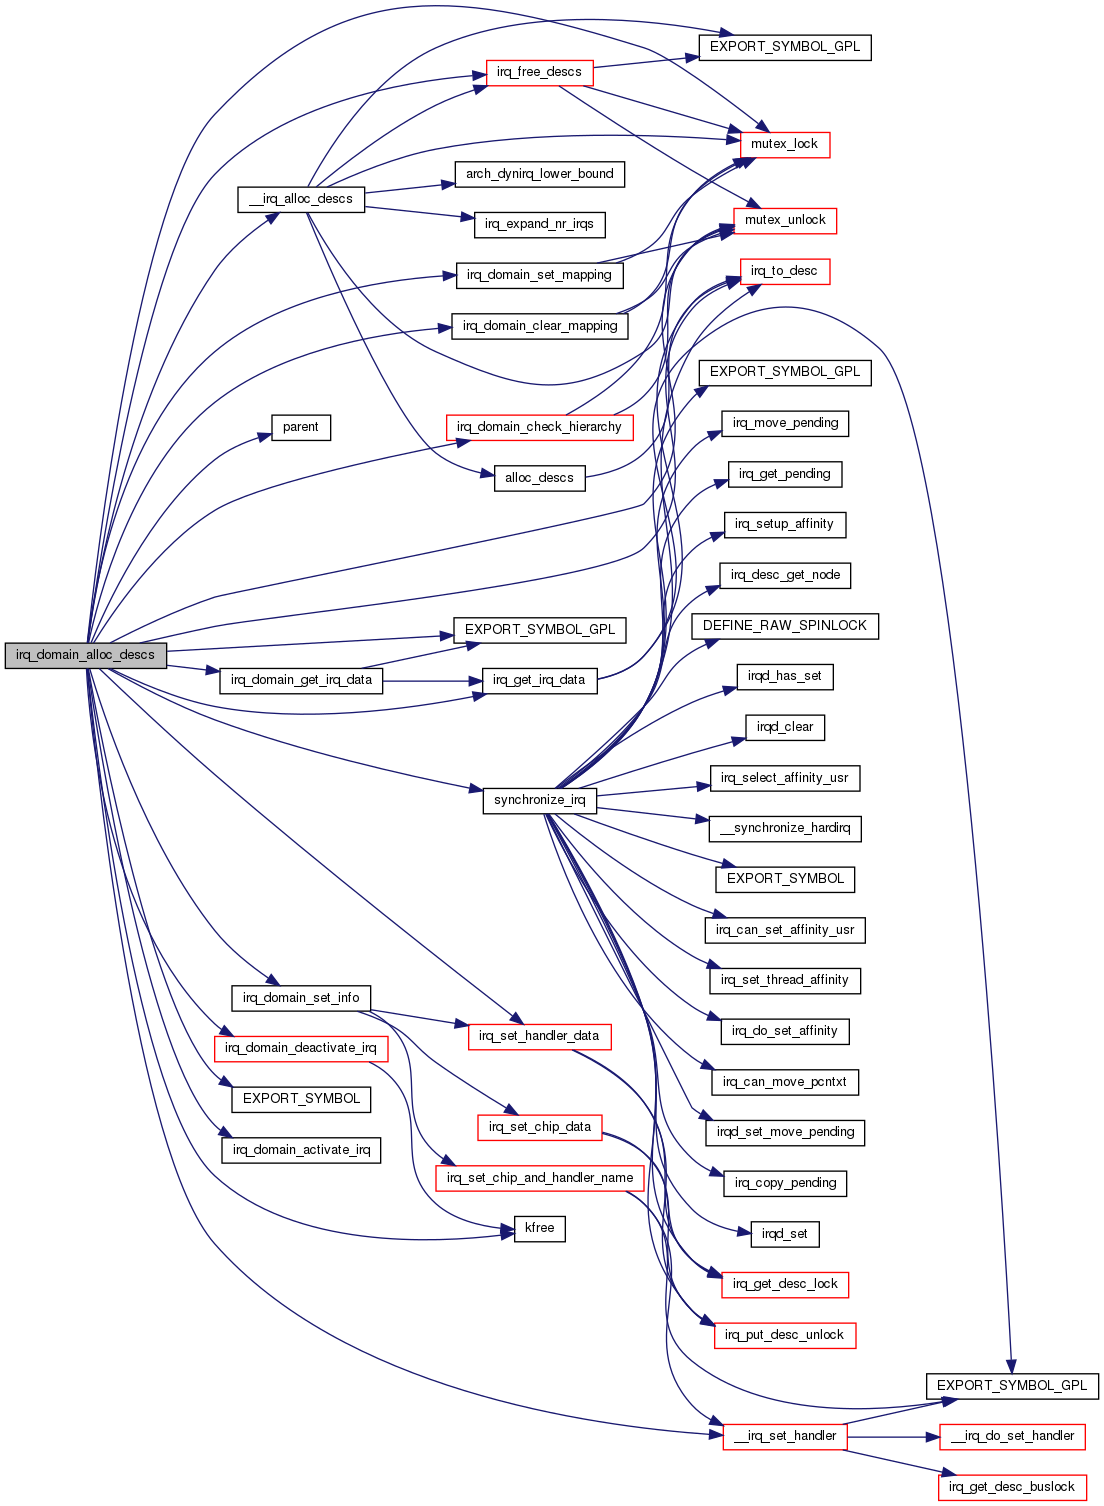 EXPORT_SYMBOL_GPL
irq_free_descs
mutex_lock
arch_dynirq_lower_bound
__irq_alloc_descs
mutex_unlock
irq_expand_nr_irqs
irq_to_desc
irq_domain_set_mapping
irq_domain_clear_mapping
EXPORT_SYMBOL_GPL
irq_move_pending
parent
irq_domain_check_hierarchy
irq_get_pending
alloc_descs
irq_setup_affinity
irq_desc_get_node
DEFINE_RAW_SPINLOCK
EXPORT_SYMBOL_GPL
irq_domain_alloc_descs
irqd_has_set
irq_domain_get_irq_data
irq_get_irq_data
irqd_clear
irq_select_affinity_usr
synchronize_irq
__synchronize_hardirq
EXPORT_SYMBOL
irq_can_set_affinity_usr
irq_set_thread_affinity
irq_domain_set_info
irq_do_set_affinity
irq_set_handler_data
irq_domain_deactivate_irq
irq_can_move_pcntxt
EXPORT_SYMBOL
irq_set_chip_data
irqd_set_move_pending
irq_domain_activate_irq
irq_set_chip_and_handler_name
irq_copy_pending
kfree
irqd_set
irq_get_desc_lock
irq_put_desc_unlock
EXPORT_SYMBOL_GPL
__irq_set_handler
__irq_do_set_handler
irq_get_desc_buslock